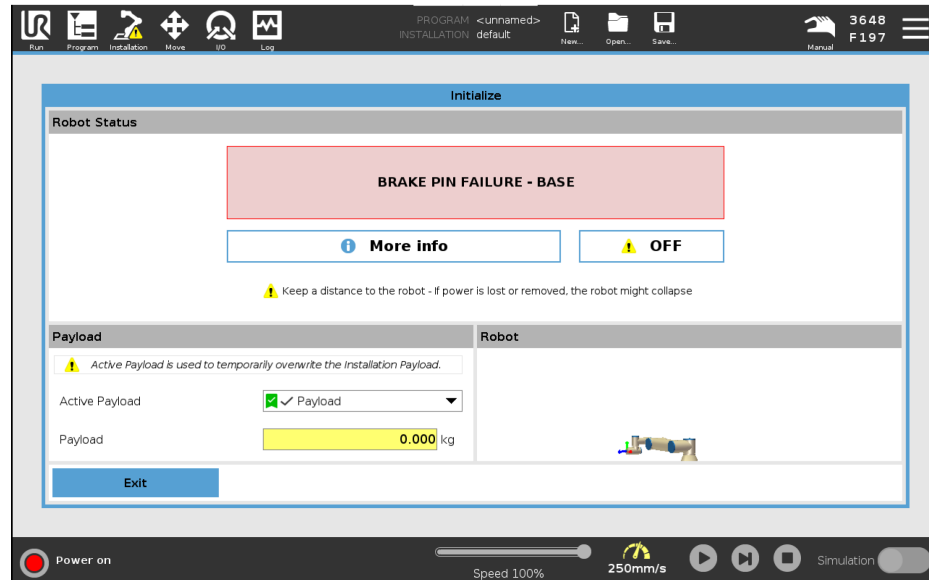 PROGRAM <unnamed>
INSTALLATION default
3648
F197
UR
Run
Program
Installation
Move
I/O
Log
New...
Open...
Save...
Manual
Initialize
Robot Status
BRAKE PIN FAILURE - BASE
More info
OFF
Keep a distance to the robot - If power is lost or removed, the robot might collapse
Payload
Robot
Active Payload is used to temporarily overwrite the Installation Payload.
Active Payload
Payload
Payload
0.000 kg
Exit
Power on
Speed 100%
250mm/s
Simulation